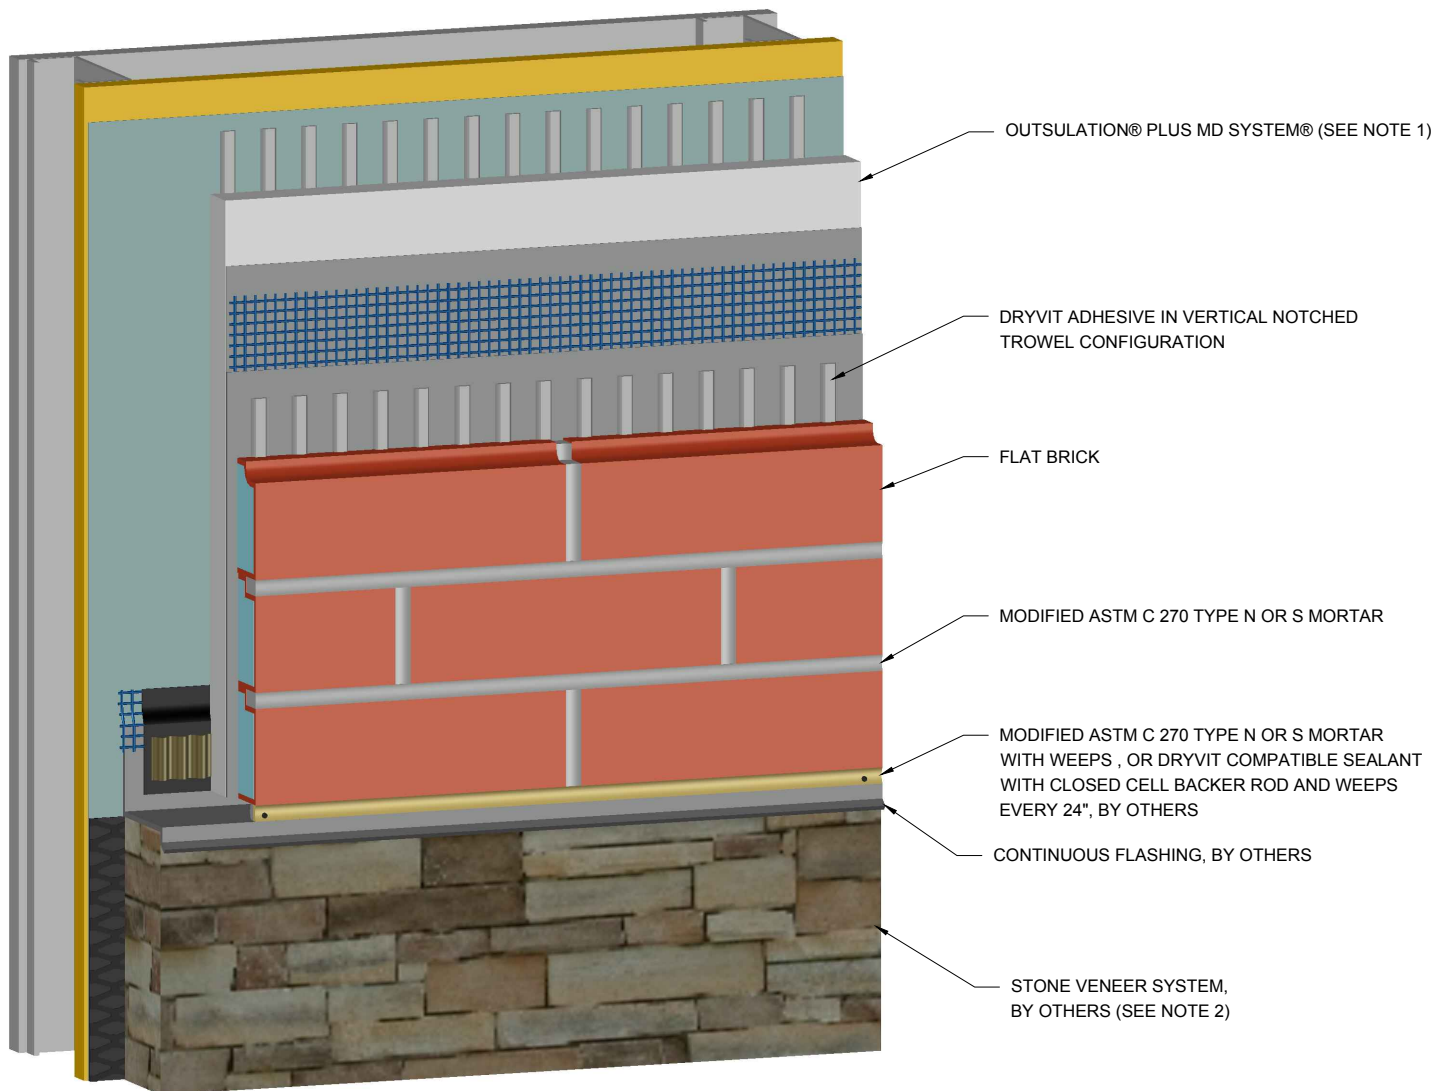 OUTSULATION® PLUS MD SYSTEM® (SEE NOTE 1)
DRYVIT ADHESIVE IN VERTICAL NOTCHED
TROWEL CONFIGURATION
FLAT BRICK
MODIFIED ASTM C 270 TYPE N OR S MORTAR
MODIFIED ASTM C 270 TYPE N OR S MORTAR
WITH WEEPS , OR DRYVIT COMPATIBLE SEALANT
WITH CLOSED CELL BACKER ROD AND WEEPS
EVERY 24", BY OTHERS
CONTINUOUS FLASHING, BY OTHERS
STONE VENEER SYSTEM,
BY OTHERS (SEE NOTE 2)